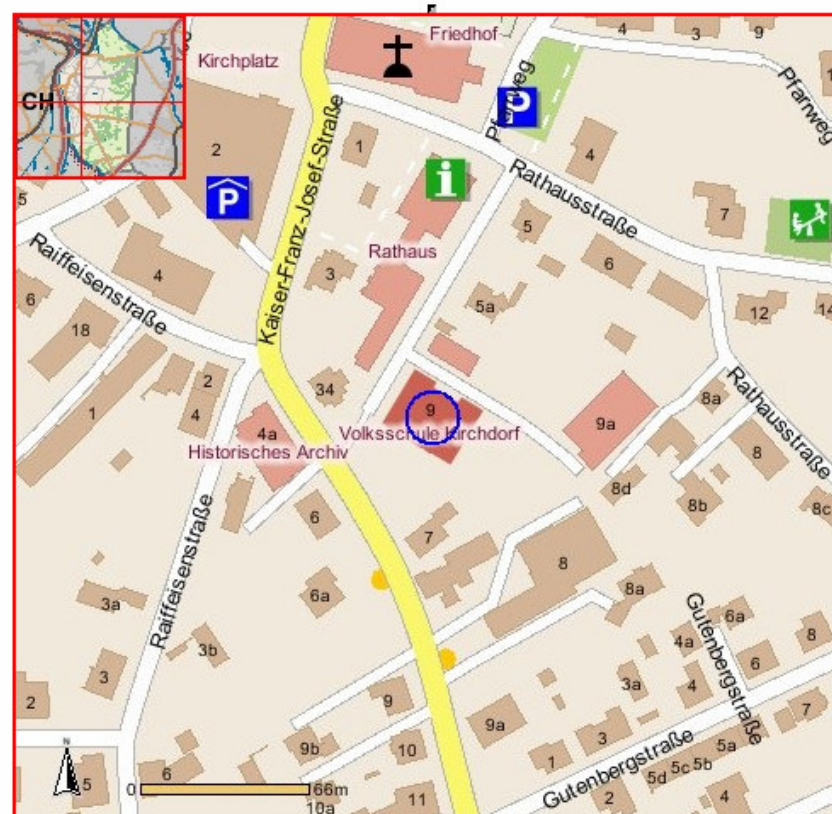 Friedhof
4
3
9
Kirchplatz
Pfarrweg
Pfarrweg
CH
P
2
1
4
Kaiser-Franz-Josef-Straße
i
Rathausstraße
P
7
5
5
Rathaus
6
Raiffeisenstraße
4
3
6
5a
12
14
18
2
34
8a
Rathausstraße
1
4
9
4a
Volksschule Kirchdorf
9a
Historisches Archiv
8
8d
8b
8c
6
7
Raiffeisenstraße
8
3a
6a
8a
Gutenbergstraße
6a
3b
4a
8
3
6
2
9
3a
4
9a
7
9b
10
3
5a
1
5b
5c
5d
Gutenbergstraße
N
5
6
0
66m
10a
11
2
4